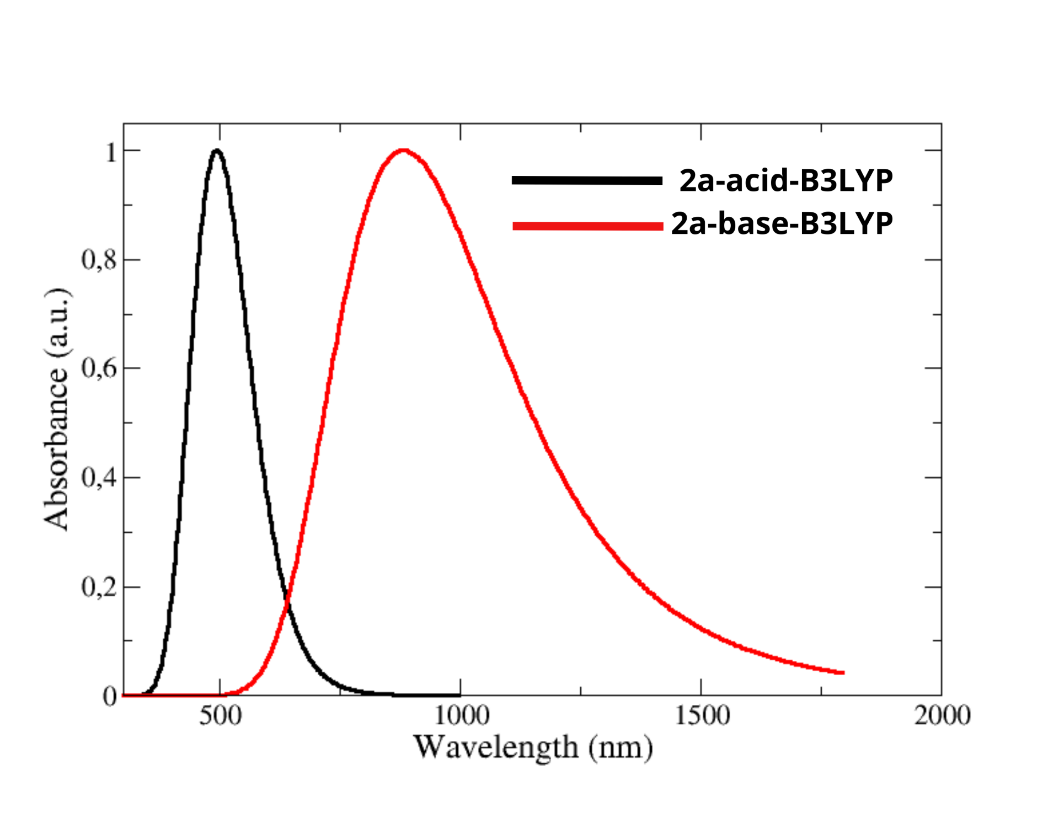 2a-acid-B3LYP
2a-base-B3LYP
1
0,8
0,6
0,4
0,2
0
Absorbance (a.u.)
500 1000 1500 2000
Wavelength (nm)